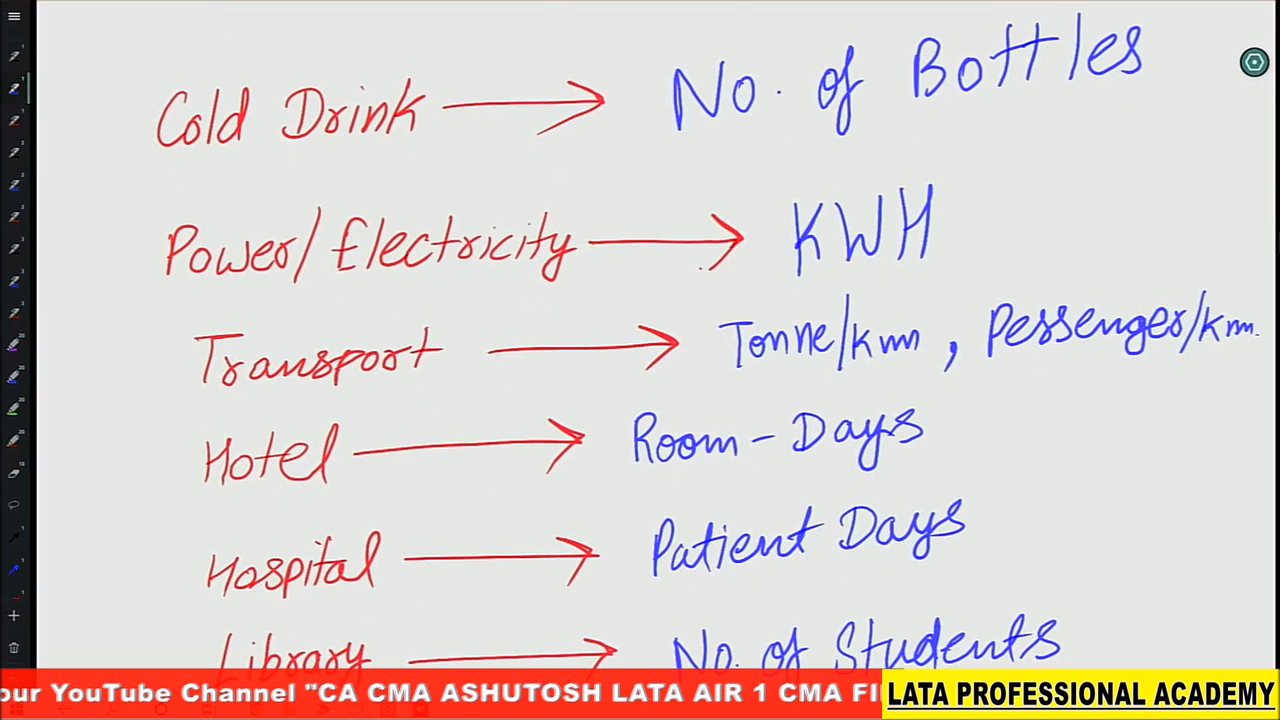 Cold Drink → No. of Bottles
Power/Electricity → KWH
Transport → Tonne/km , Pessenger/km.
Hotel → Room - Days
Hospital → Patient Days
Library → No. of Students
our YouTube Channel "CA CMA ASHUTOSH LATA AIR 1 CMA FI
LATA PROFESSIONAL ACADEMY